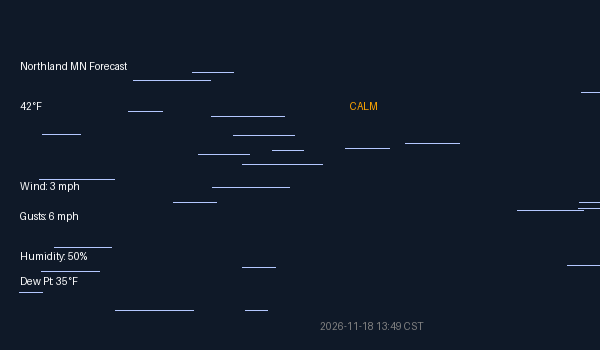 Northland MN Forecast
42°F
CALM
Wind: 3 mph
Gusts: 6 mph
Humidity: 50%
Dew Pt: 35°F
2026-11-18 13:49 CST